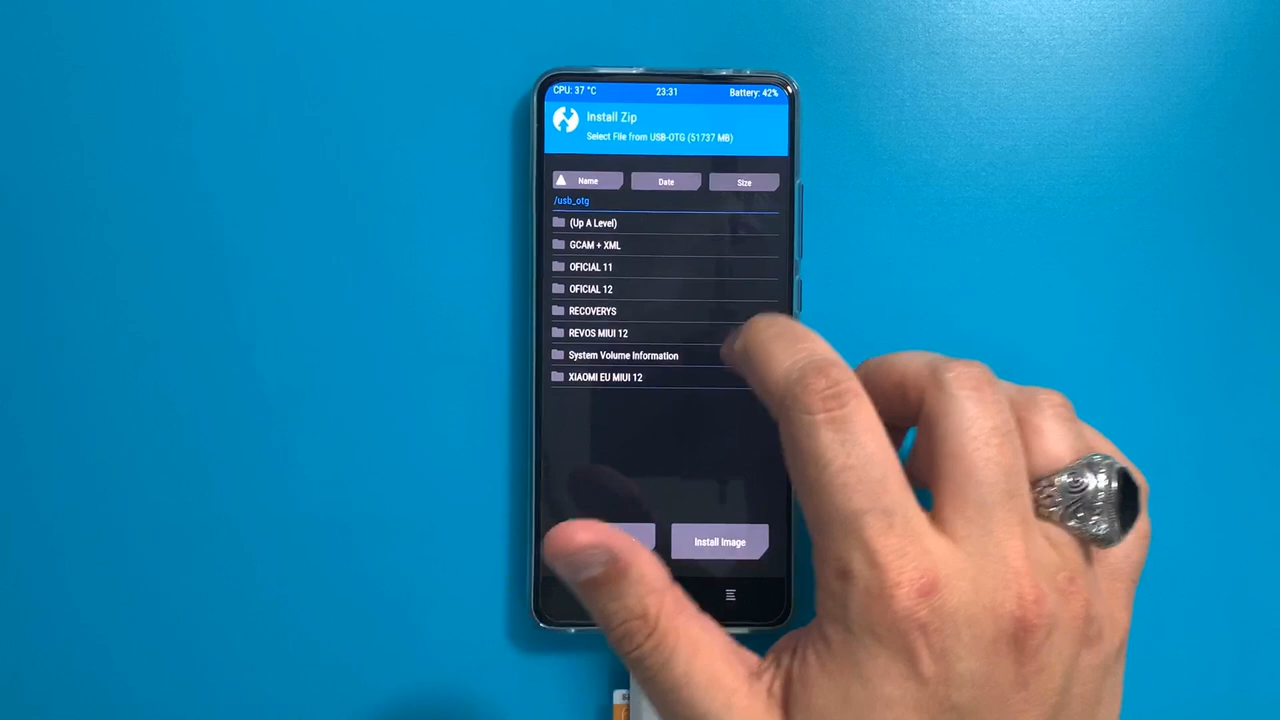 CPU: 37 °C 23:31 Battery: 42%
Install Zip
Select File from USB-OTG (51737 MB)
Name Date Size
/usb_otg
(Up A Level)
GCAM + XML
OFICIAL 11
OFICIAL 12
RECOVERYS
REVOS MIUI 12
System Volume Information
XIAOMI EU MIUI 12
Install Image